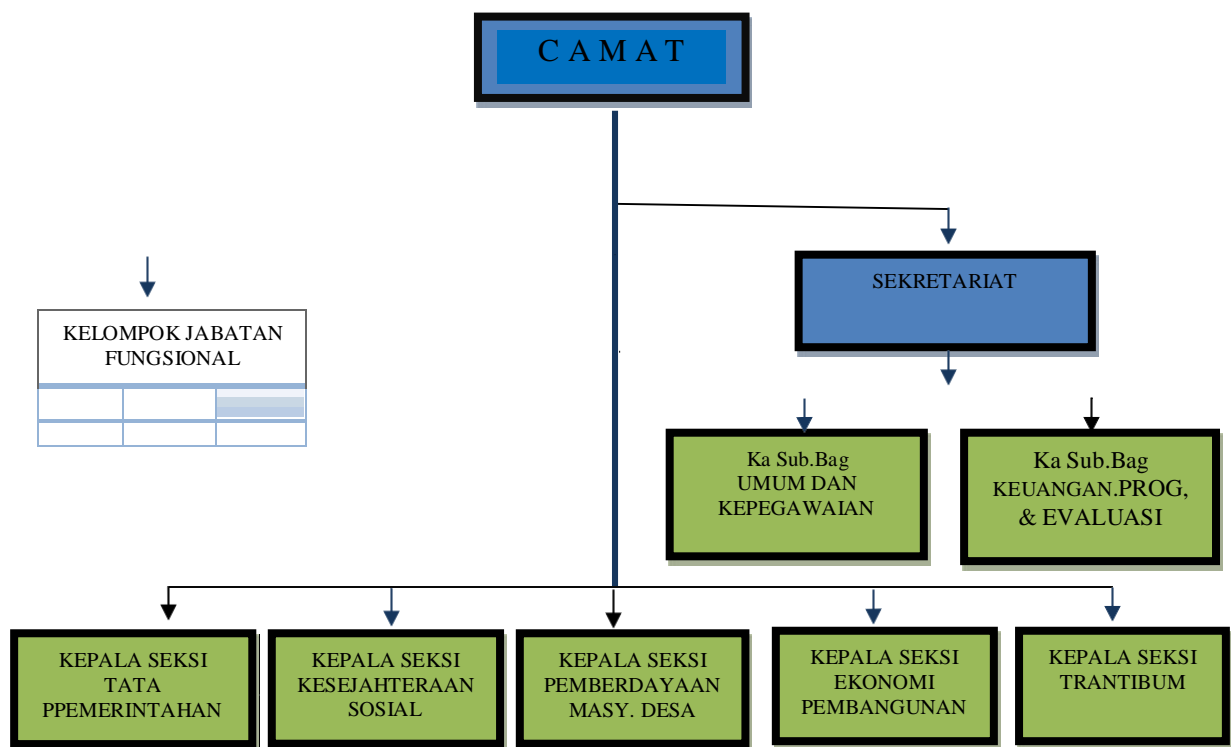 C A M A T
SEKRETARIAT
KELOMPOK JABATAN
FUNGSIONAL
Ka Sub.Bag
UMUM DAN
KEPEGAWAIAN
Ka Sub.Bag
KEUANGAN.PROG,
& EVALUASI
KEPALA SEKSI
TATA
PPEMERINTAHAN
KEPALA SEKSI
KESEJAHTERAAN
SOSIAL
KEPALA SEKSI
PEMBERDAYAAN
MASY. DESA
KEPALA SEKSI
EKONOMI
PEMBANGUNAN
KEPALA SEKSI
TRANTIBUM